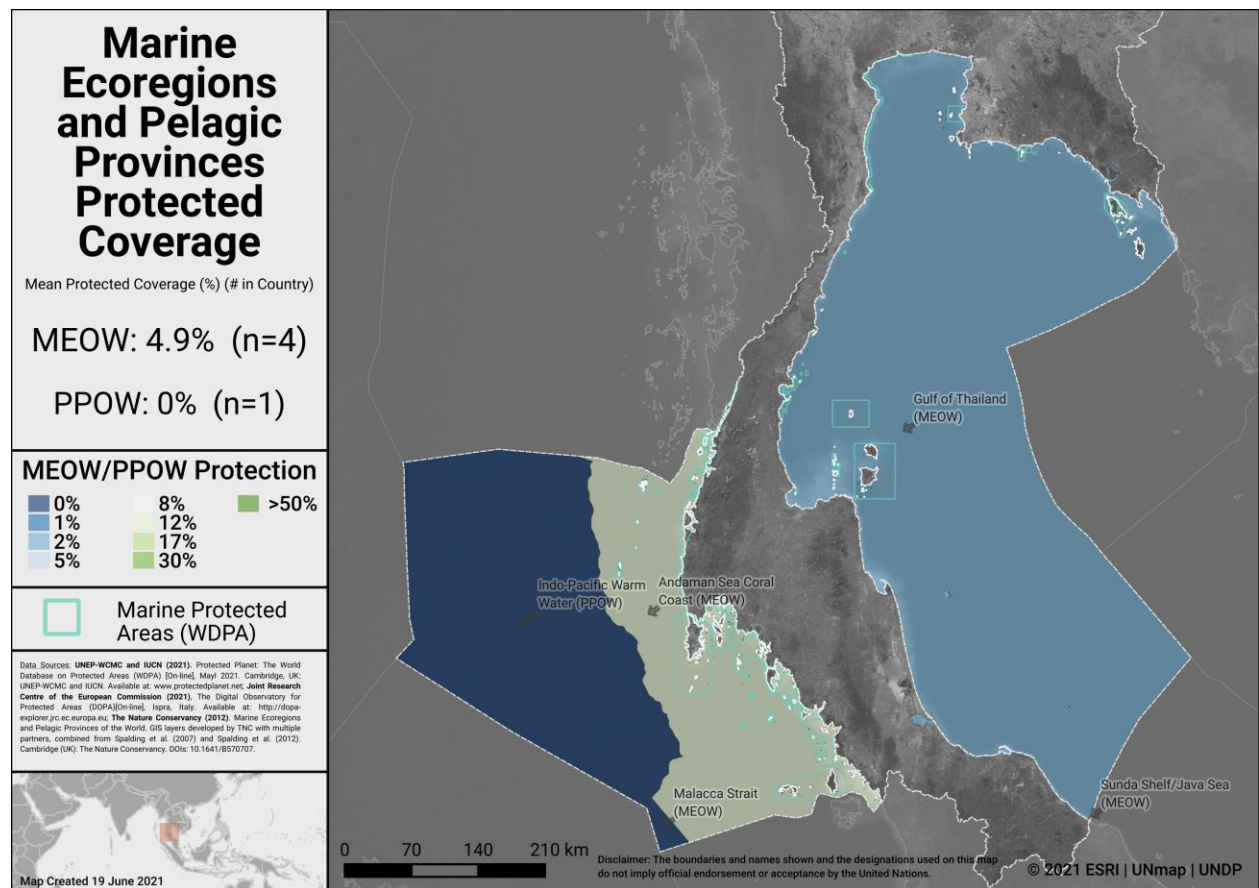 Marine
Ecoregions
and Pelagic
Provinces
Protected
Coverage
Mean Protected Coverage (%) (# in Country)
MEOW: 4.9% (n=4)
PPOW: 0% (n=1)
MEOW/PPOW Protection
0%
1%
2%
5%
8%
12%
17%
30%
>50%
Marine Protected
Areas (WDPA)
Data Sources: UNEP-WCMC and IUCN (2021). Protected Planet: The World
Database on Protected Areas (WDPA) [On-line], Mayl 2021. Cambridge, UK:
UNEP-WCMC and IUCN. Available at: www.protectedplanet.net; Joint Research
Centre of the European Commission (2021), The Digital Observatory for
Protected Areas (DOPA)[On-line], Ispra, Italy. Available at: http://dopa-
explorer.jrc.ec.europa.eu; The Nature Conservancy (2012). Marine Ecoregions
and Pelagic Provinces of the World. GIS layers developed by TNC with multiple
partners, combined from Spalding et al. (2007) and Spalding et al. (2012).
Cambridge (UK): The Nature Conservancy. DOIs: 10.1641/B570707.
Map Created 19 June 2021
Gulf of Thailand
(MEOW)
Indo-Pacific Warm
Water (PPOW)
Andaman Sea Coral
Coast (MEOW)
Malacca Strait
(MEOW)
Sunda Shelf/Java Sea
(MEOW)
0 70 140 210 km
Disclaimer: The boundaries and names shown and the designations used on this map
do not imply official endorsement or acceptance by the United Nations.
© 2021 ESRI | UNmap | UNDP